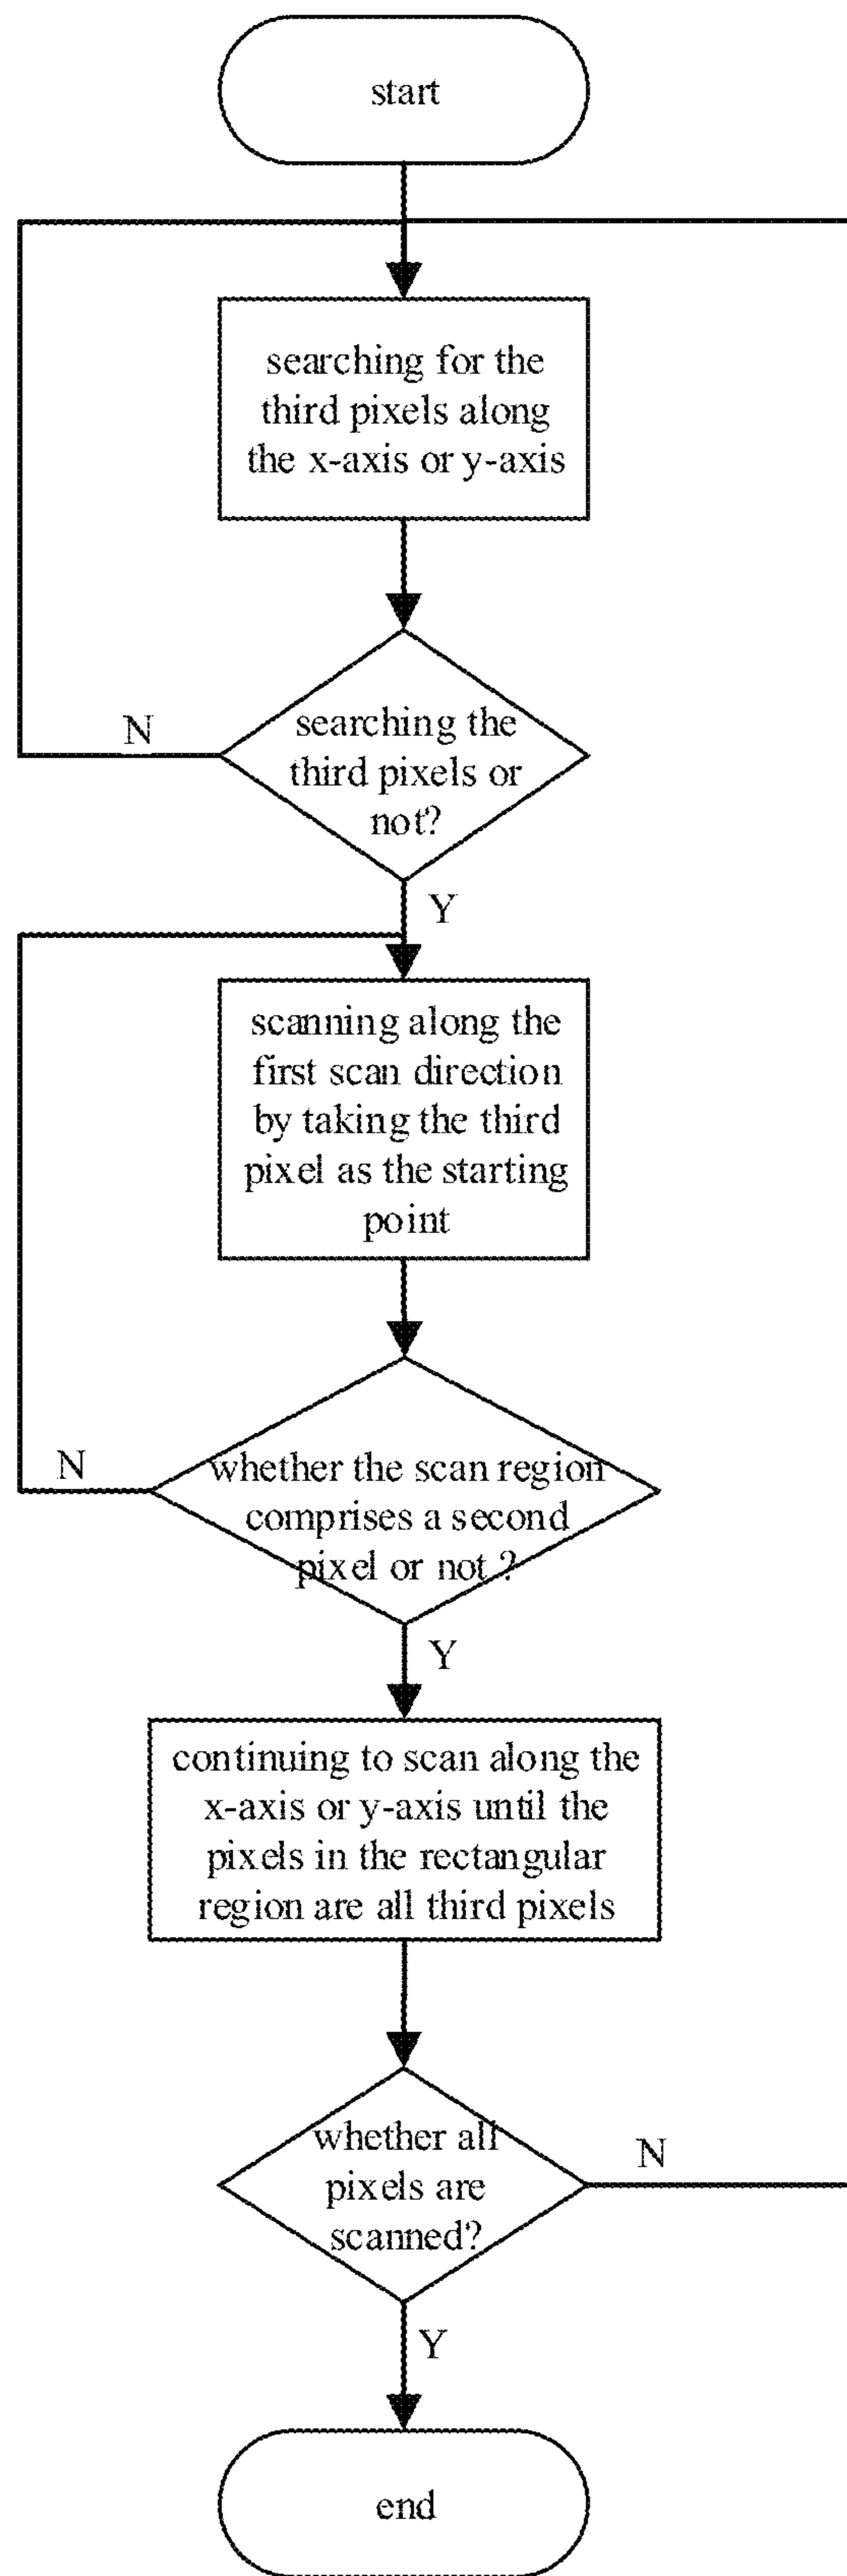 start
searching for the
third pixels along
the x-axis or y-axis
searching the
third pixels or
not?
N
Y
scanning along the
first scan direction
by taking the third
pixel as the starting
point
whether the scan region
comprises a second
pixel or not ?
N
Y
continuing to scan along the
x-axis or y-axis until the
pixels in the rectangular
region are all third pixels
whether all
pixels are
scanned?
N
Y
end